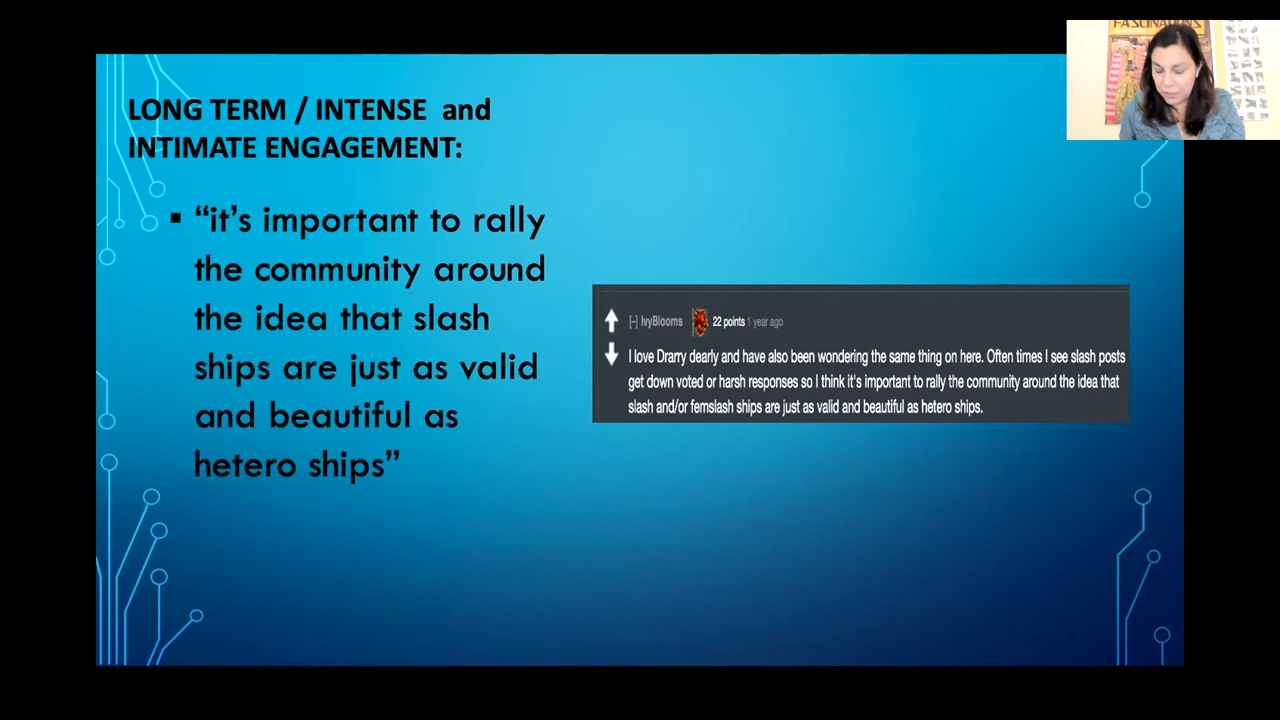 FASCINATIONS
LONG TERM / INTENSE and
INTIMATE ENGAGEMENT:
▪ “it’s important to rally
the community around
the idea that slash
ships are just as valid
and beautiful as
hetero ships”
[-] IvyBlooms 22 points 1 year ago
I love Drarry dearly and have also been wondering the same thing on here. Often times I see slash posts
get down voted or harsh responses so I think it's important to rally the community around the idea that
slash and/or femslash ships are just as valid and beautiful as hetero ships.